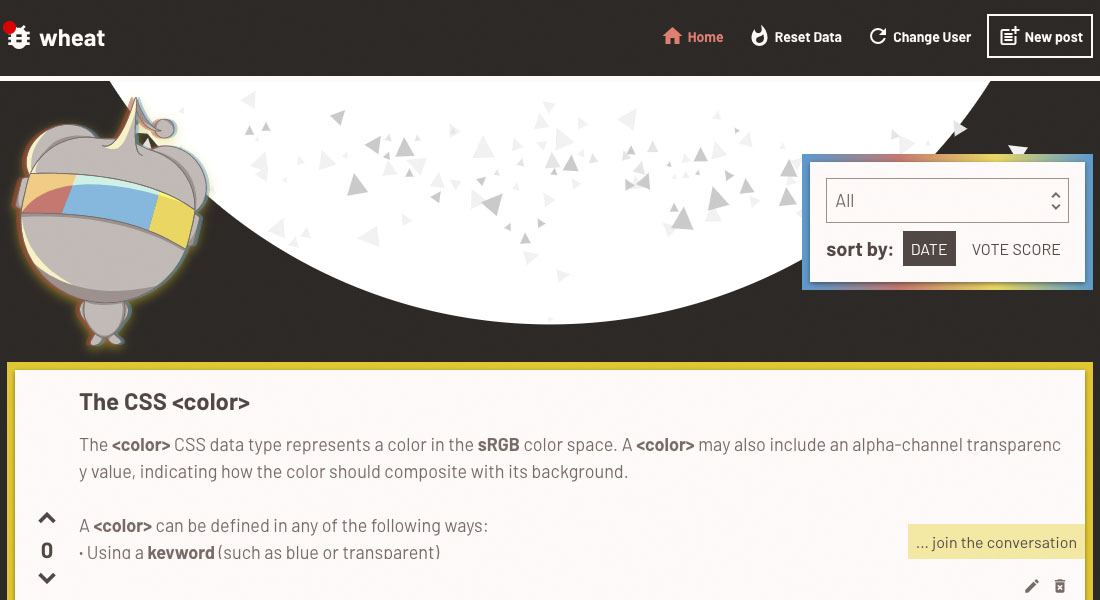 wheat
Home
Reset Data
Change User
New post
All
sort by: DATE VOTE SCORE
The CSS <color>
The <color> CSS data type represents a color in the sRGB color space. A <color> may also include an alpha-channel transparenc
y value, indicating how the color should composite with its background.
A <color> can be defined in any of the following ways:
· Using a keyword (such as blue or transparent)
0
... join the conversation